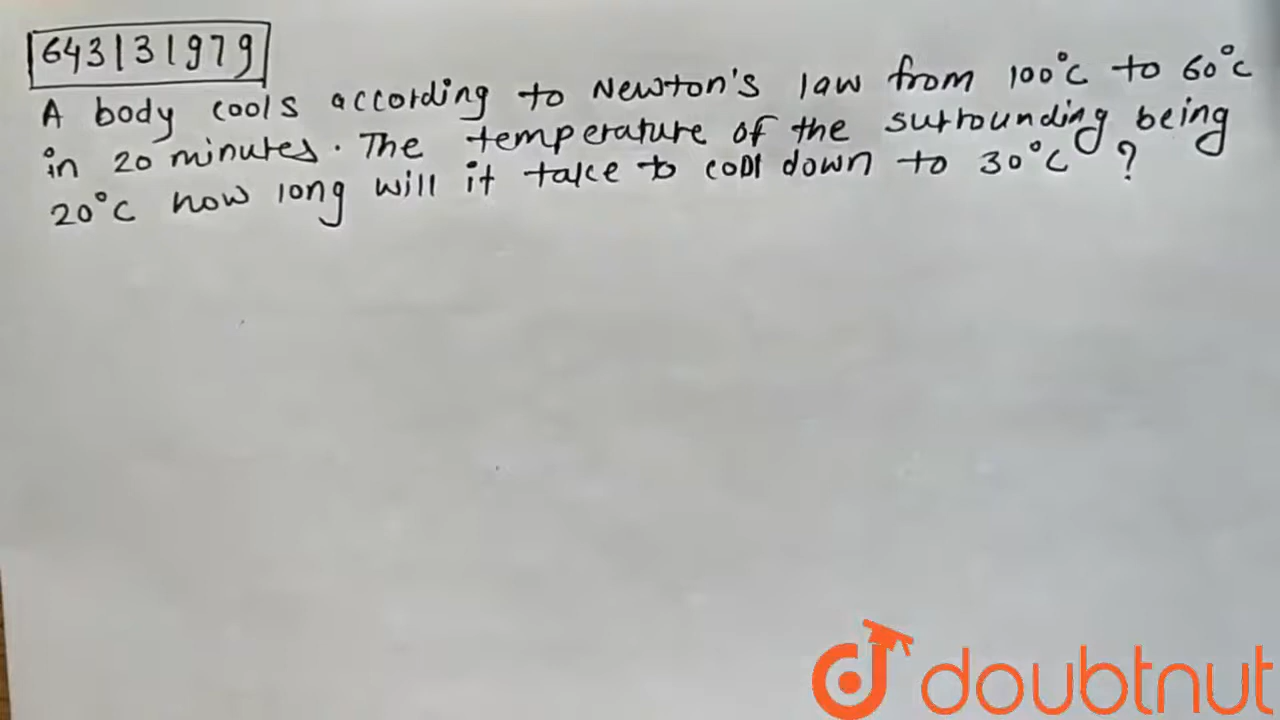 643131979
A body cools according to Newton's law from 100°C to 60°C
in 20 minutes. The temperature of the surrounding being
20°C how long will it take to cool down to 30°C ?
doubtnut